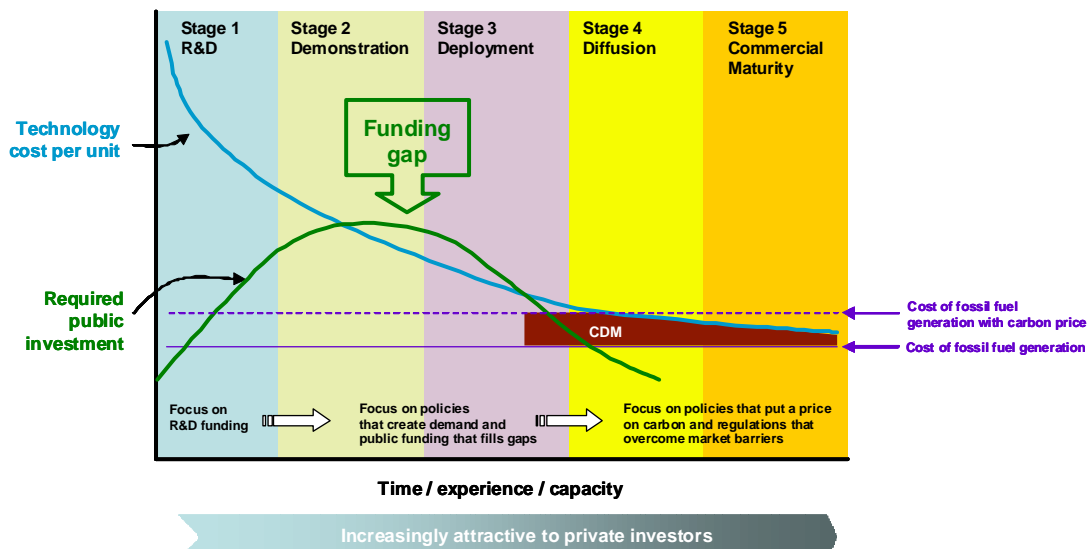 Stage 1
R&D
Stage 2
Demonstration
Stage 3
Deployment
Stage 4
Diffusion
Stage 5
Commercial
Maturity
Technology
cost per unit
Funding
gap
Required
public
investment
CDM
Cost of fossil fuel
generation with carbon price
Cost of fossil fuel generation
Focus on
R&D funding
Focus on policies
that create demand and
public funding that fills gaps
Focus on policies that put a price
on carbon and regulations that
overcome market barriers
Time / experience / capacity
Increasingly attractive to private investors